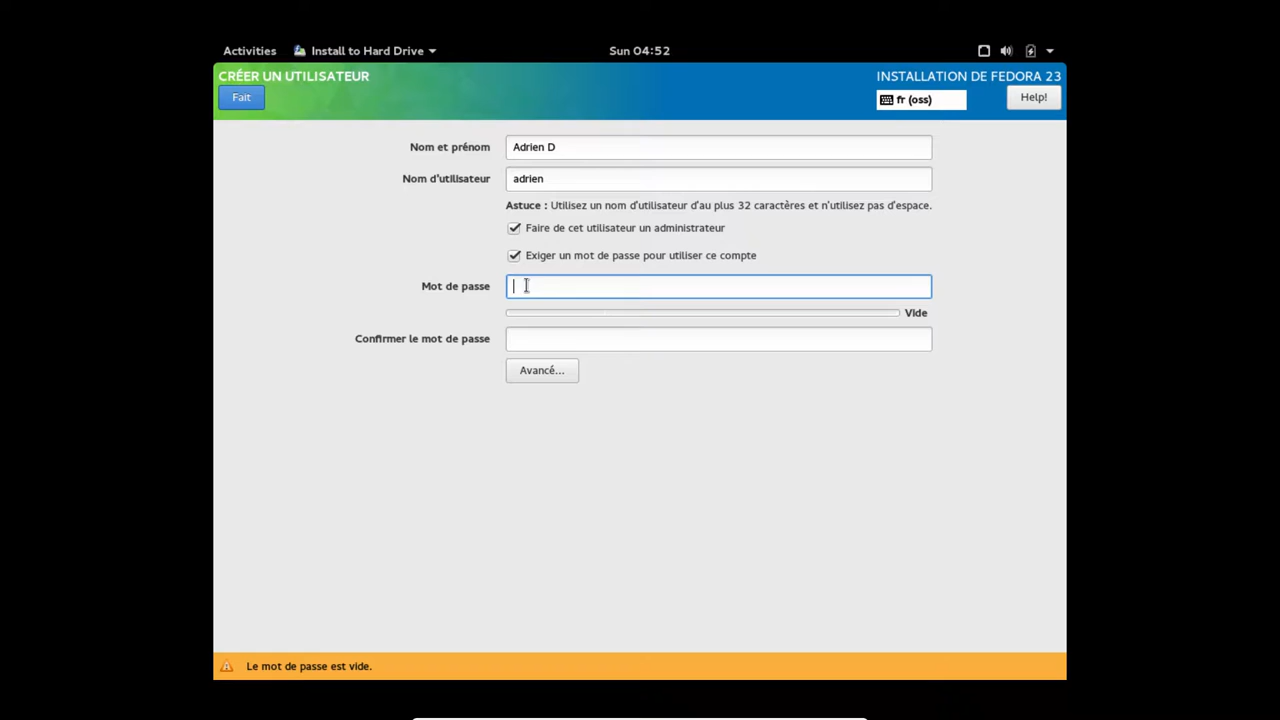 Activities Install to Hard Drive Sun 04:52
CRÉER UN UTILISATEUR INSTALLATION DE FEDORA 23
Fait fr (oss) Help!
Nom et prénom Adrien D
Nom d'utilisateur adrien
Astuce : Utilisez un nom d'utilisateur d'au plus 32 caractères et n'utilisez pas d'espace.
Faire de cet utilisateur un administrateur
Exiger un mot de passe pour utiliser ce compte
Mot de passe
Vide
Confirmer le mot de passe
Avancé...
Le mot de passe est vide.